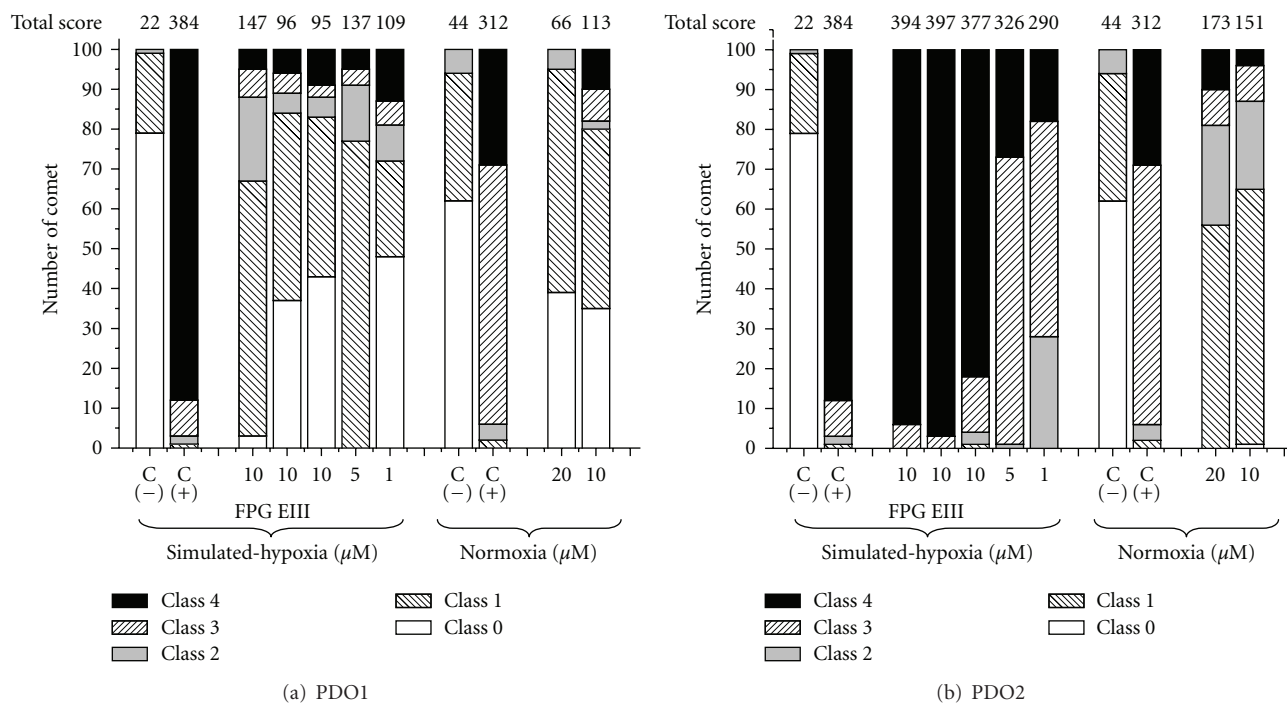 Total score 22 384 147 96 95 137 109 44 312 66 113
100
90
80
70
60
50
40
30
20
10
0
Number of comet
C (−) C (+) 10 10 10 5 1 C (−) C (+) 20 10
FPG EIII
Simulated-hypoxia (μM) Normoxia (μM)
Class 4 Class 1
Class 3 Class 0
Class 2
(a) PDO1
Total score 22 384 394 397 377 326 290 44 312 173 151
100
90
80
70
60
50
40
30
20
10
0
Number of comet
C (−) C (+) 10 10 10 5 1 C (−) C (+) 20 10
FPG EIII
Simulated-hypoxia (μM) Normoxia (μM)
Class 4 Class 1
Class 3 Class 0
Class 2
(b) PDO2